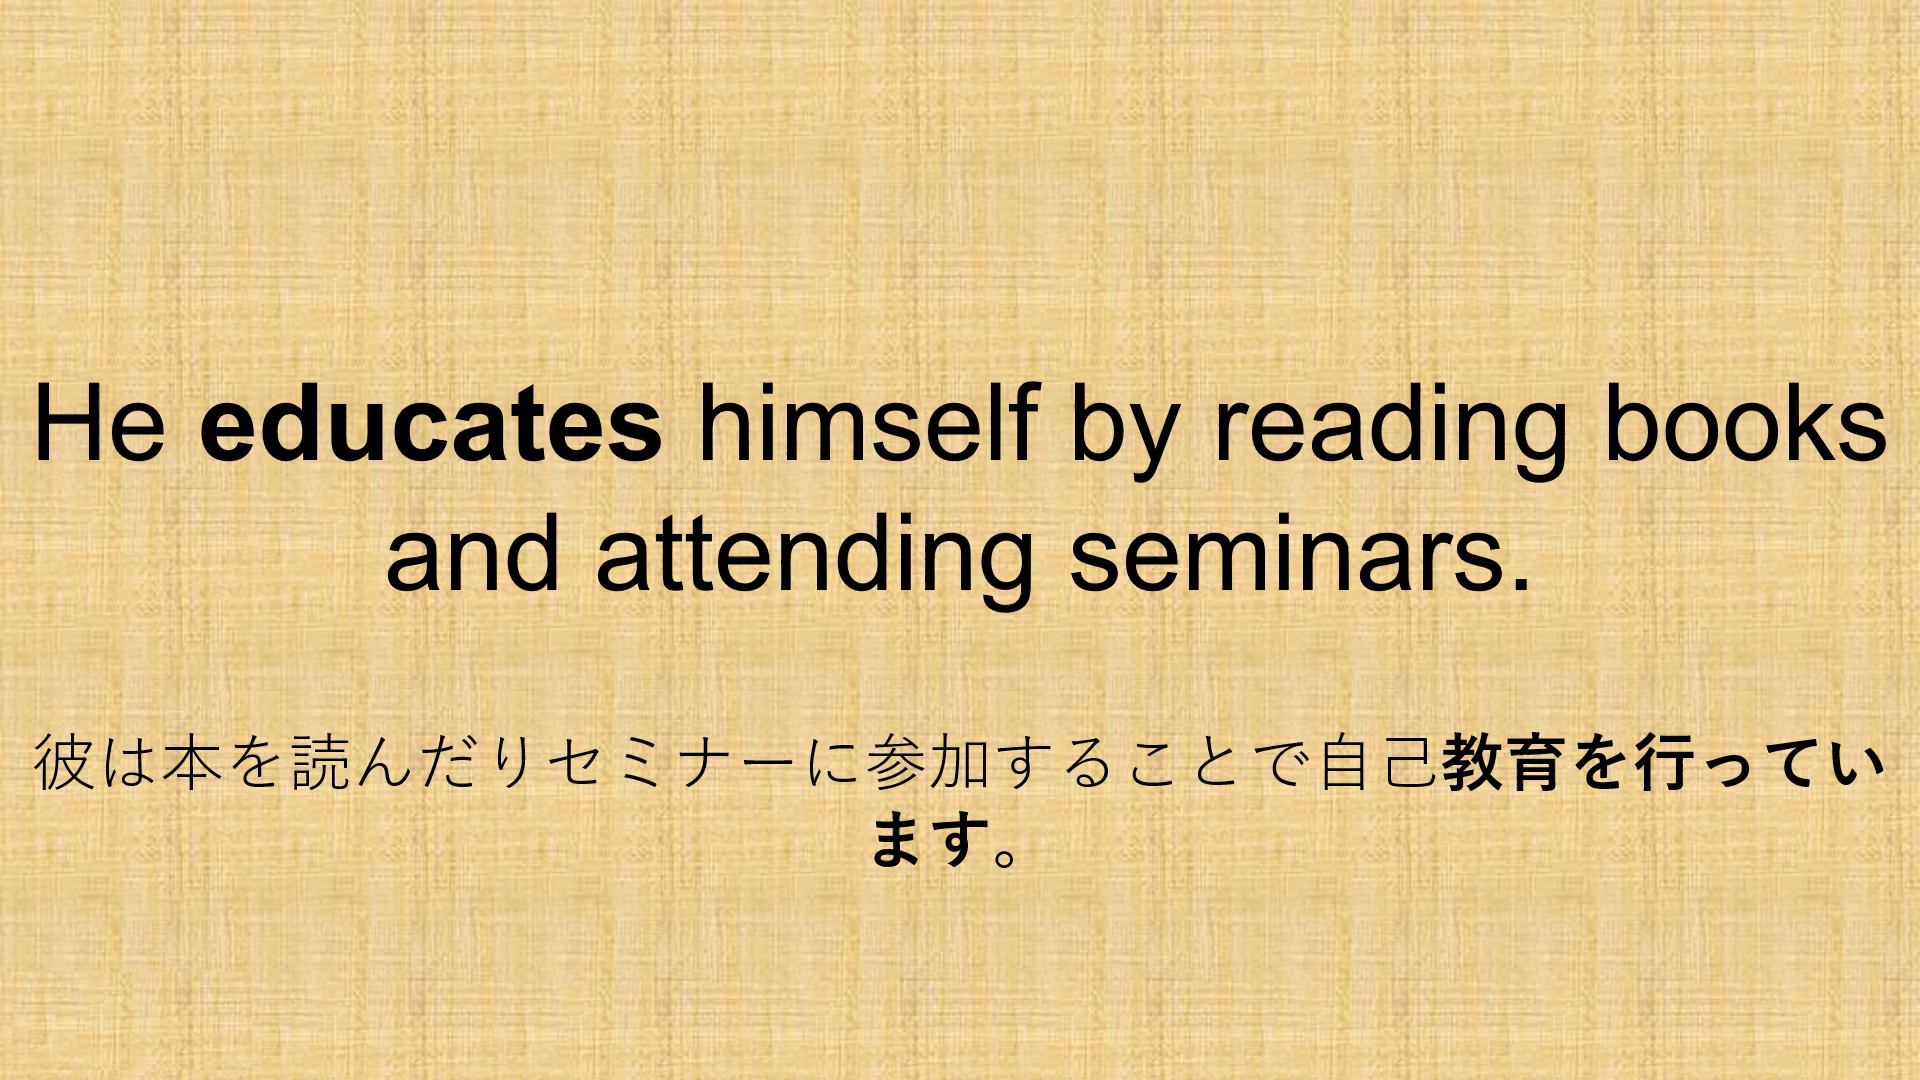 He educates himself by reading books
and attending seminars.
彼は本を読んだりセミナーに参加することで自己教育を行ってい
ます。